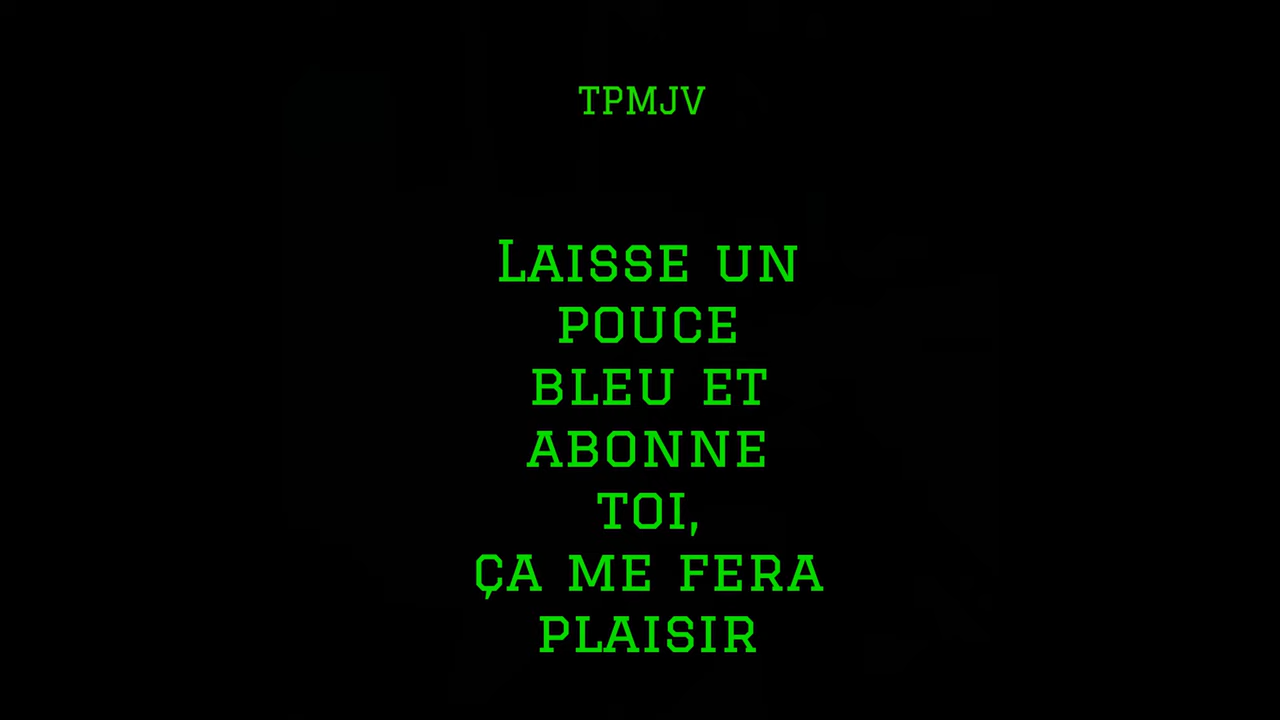 TPMJV
Laisse un
pouce
bleu et
abonne
toi,
ça me fera
plaisir